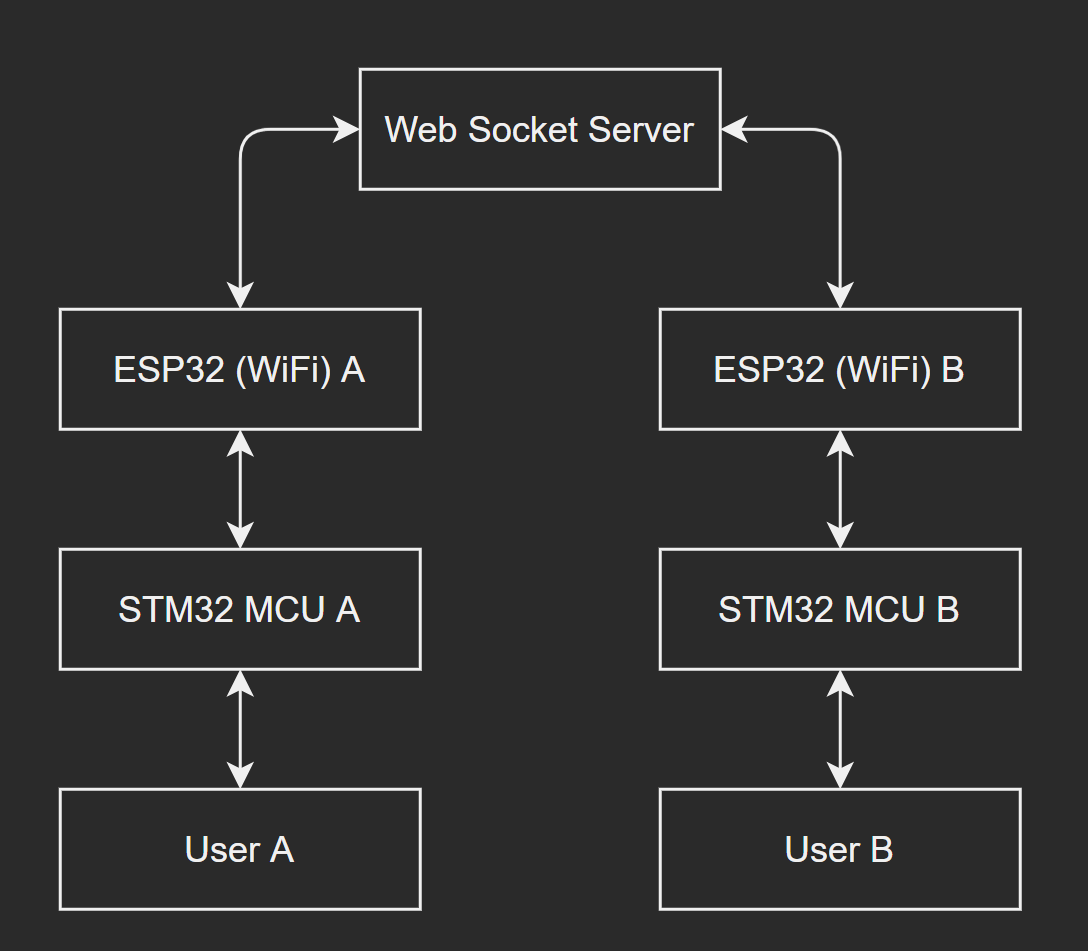 Web Socket Server
ESP32 (WiFi) A
ESP32 (WiFi) B
STM32 MCU A
STM32 MCU B
User A
User B